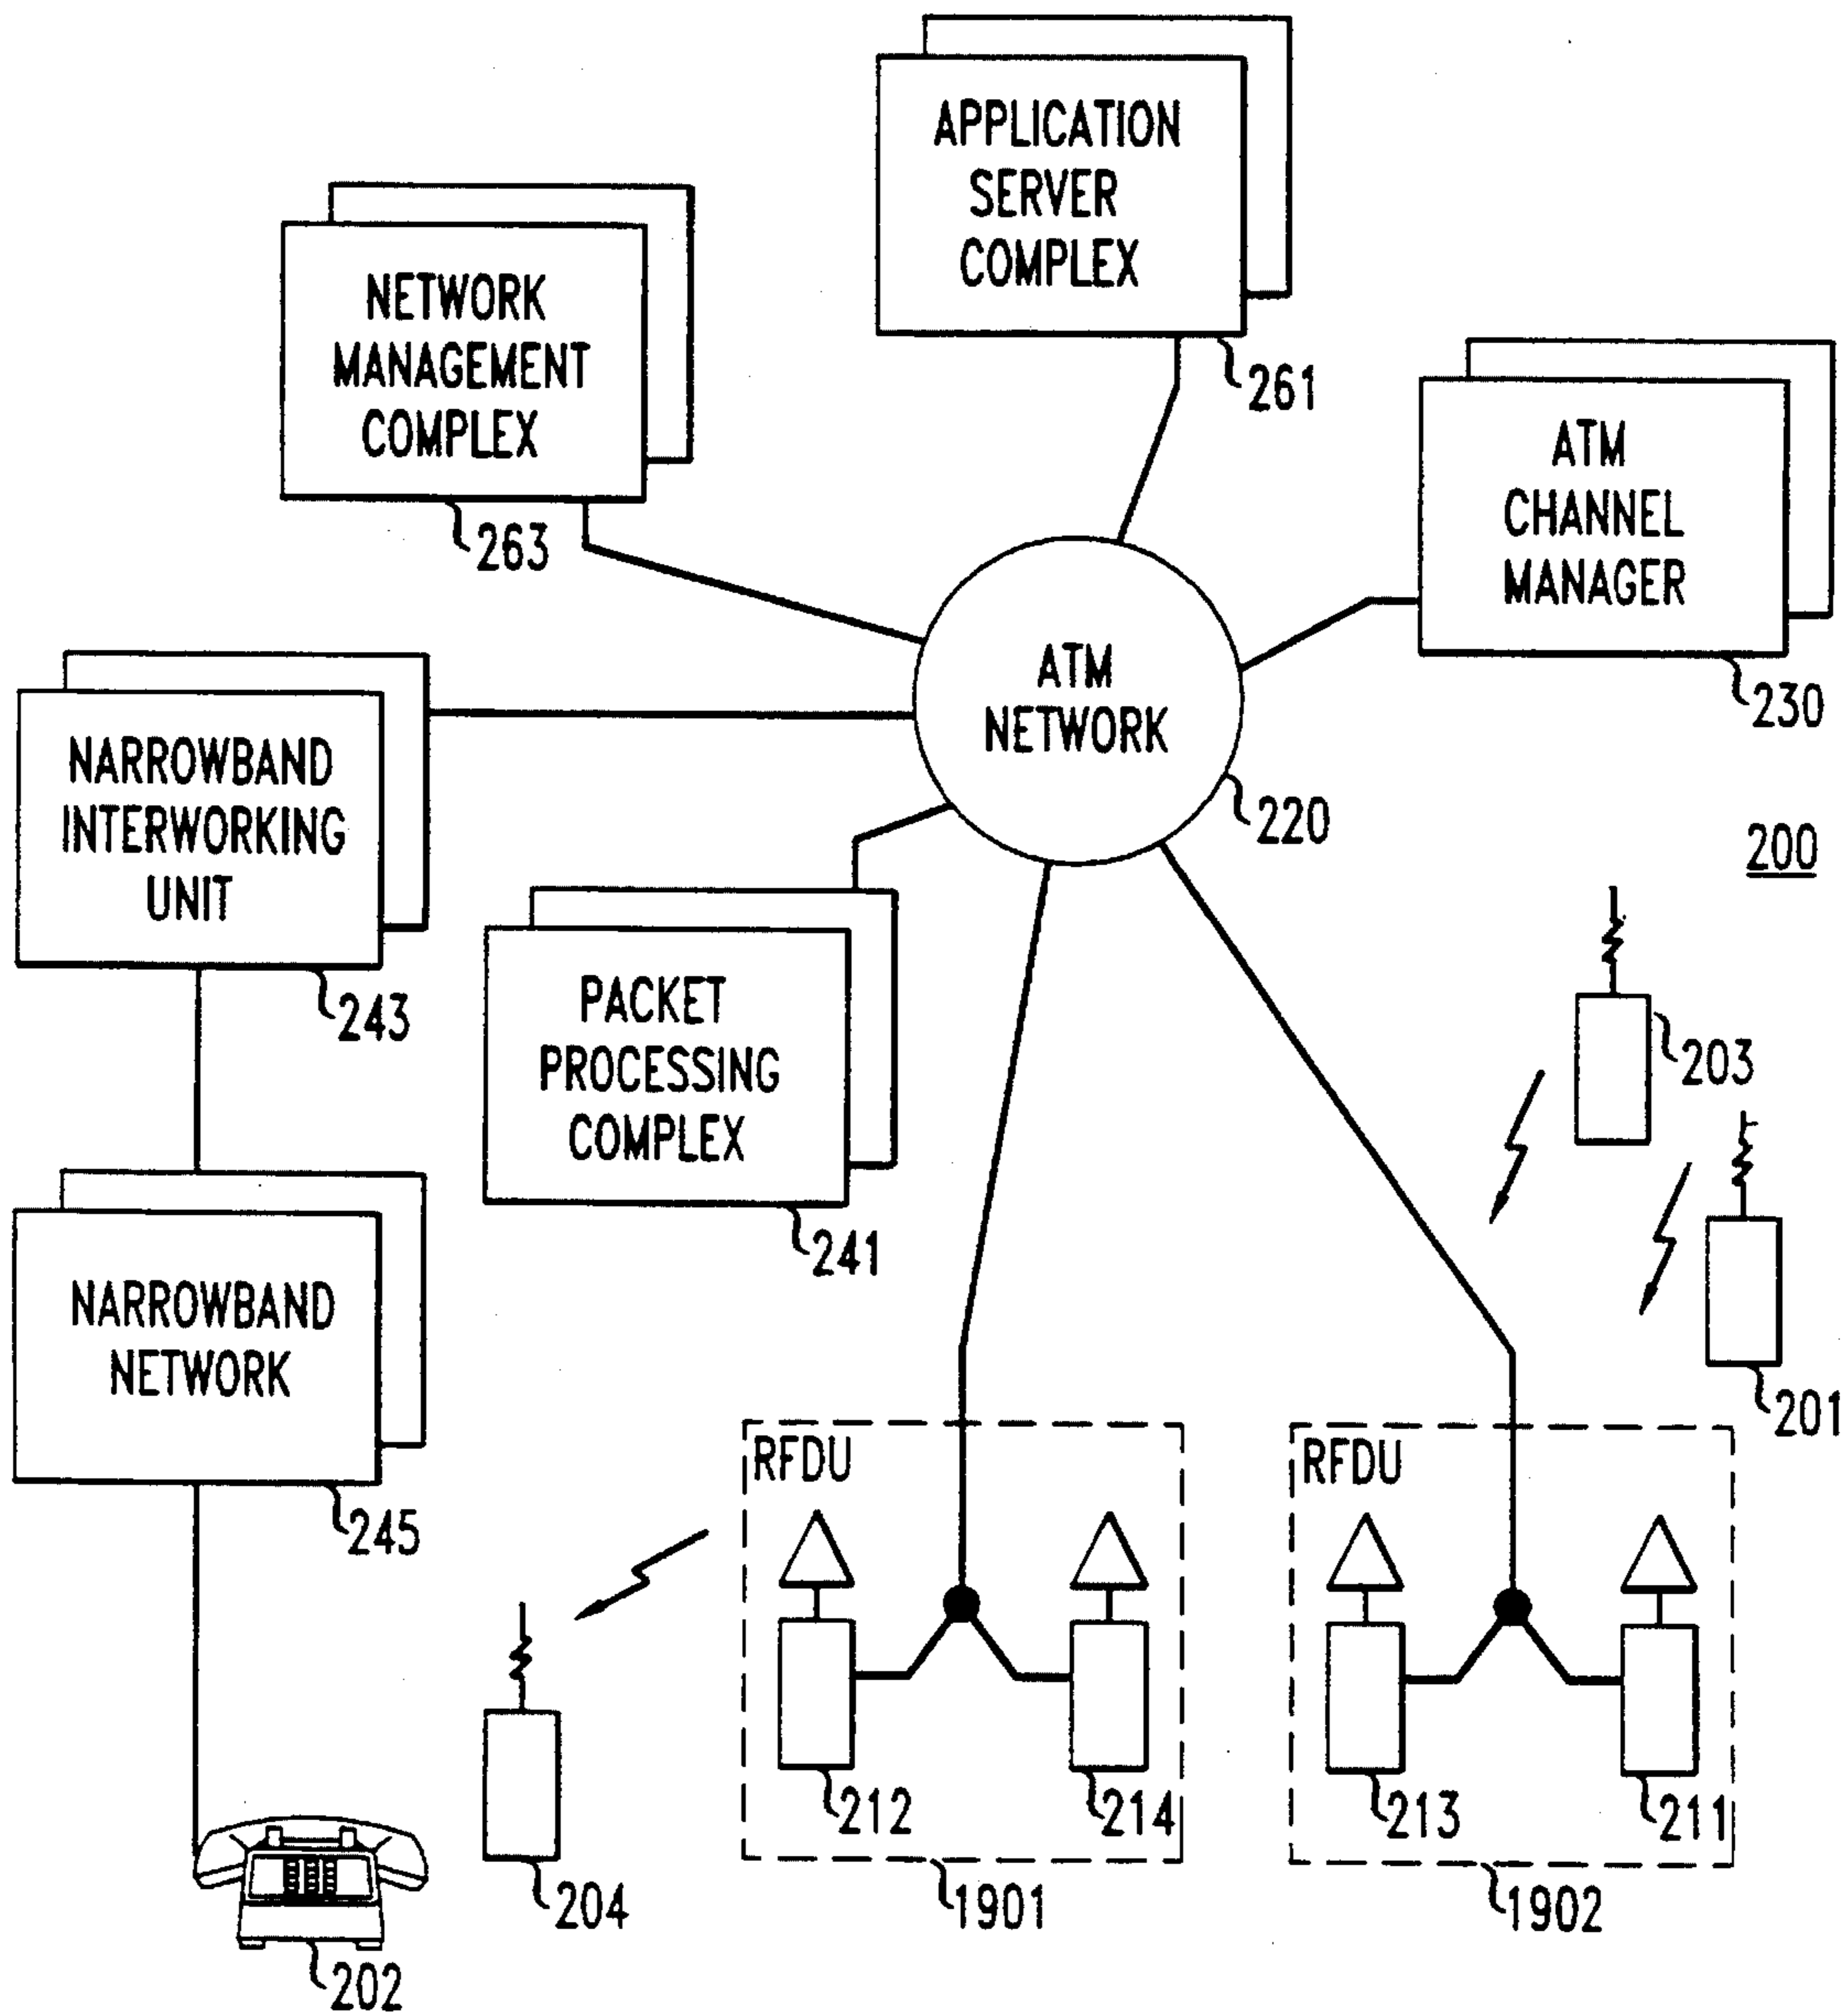 APPLICATION
SERVER
COMPLEX
261
NETWORK
MANAGEMENT
COMPLEX
263
ATM
CHANNEL
MANAGER
230
ATM
NETWORK
220
200
NARROWBAND
INTERWORKING
UNIT
243
PACKET
PROCESSING
COMPLEX
241
203
201
NARROWBAND
NETWORK
245
RFDU
212
214
1901
RFDU
213
211
1902
204
202